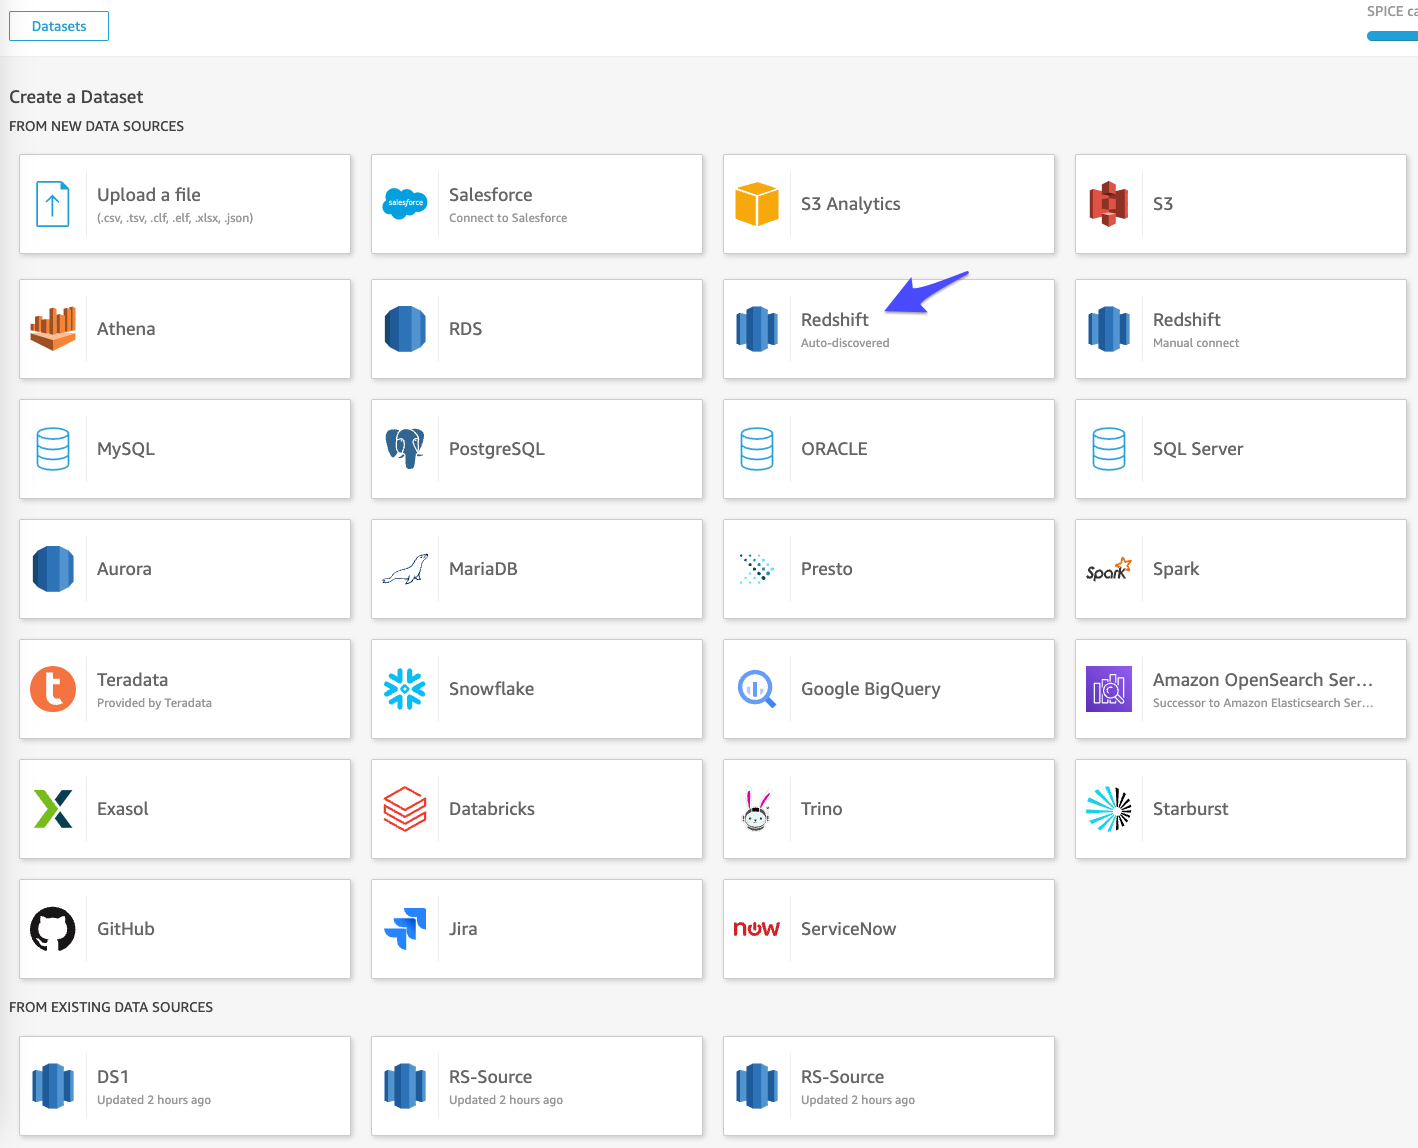 Datasets
SPICE ca
Create a Dataset
FROM NEW DATA SOURCES
Upload a file
(.csv, .tsv, .clf, .elf, .xlsx, .json)
salesforce
Salesforce
Connect to Salesforce
S3 Analytics
S3
Athena
RDS
Redshift
Auto-discovered
Redshift
Manual connect
MySQL
PostgreSQL
ORACLE
SQL Server
Aurora
MariaDB
Presto
Spark
Spark
t
Teradata
Provided by Teradata
Snowflake
Google BigQuery
Amazon OpenSearch Ser...
Successor to Amazon Elasticsearch Ser...
Exasol
Databricks
Trino
Starburst
GitHub
Jira
now
ServiceNow
FROM EXISTING DATA SOURCES
DS1
Updated 2 hours ago
RS-Source
Updated 2 hours ago
RS-Source
Updated 2 hours ago